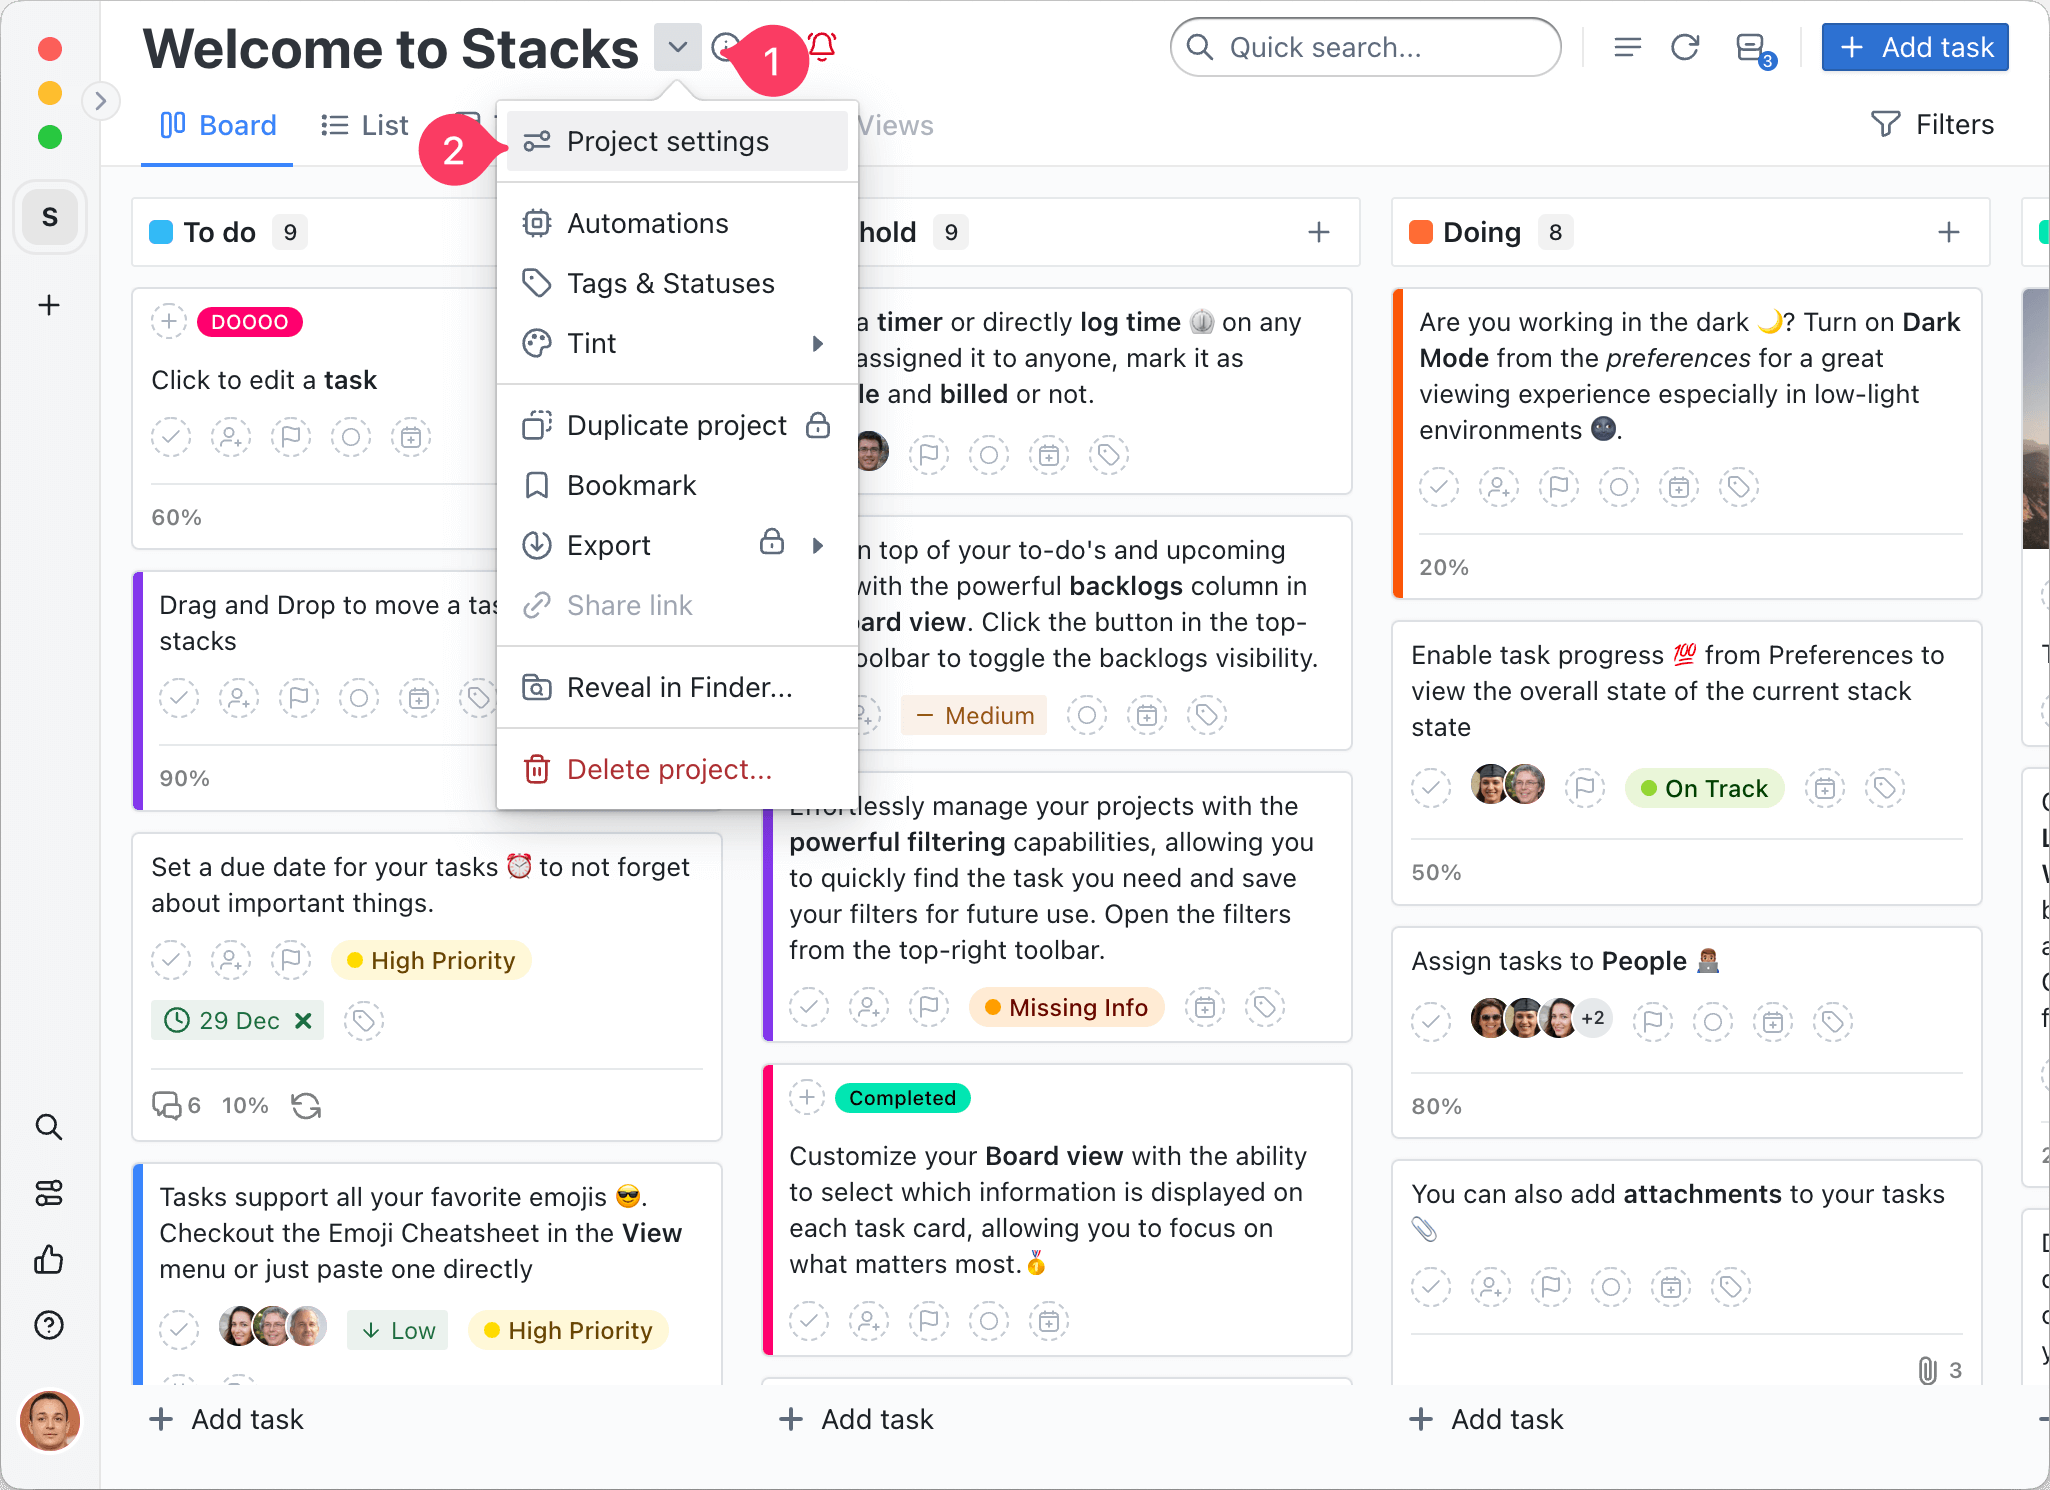 Welcome to Stacks
1
Quick search...
3
Add task
Board
List
Views
Filters
2
Project settings
Automations
Tags & Statuses
Tint
Duplicate project
Bookmark
Export
Share link
Reveal in Finder...
Delete project...
S
To do 9
DOOOO
Click to edit a task
60%
Drag and Drop to move a tas
stacks
90%
Set a due date for your tasks ⏰ to not forget
about important things.
High Priority
29 Dec
6 10%
Tasks support all your favorite emojis 😎.
Checkout the Emoji Cheatsheet in the View
menu or just paste one directly
Low
High Priority
Add task
hold 9
a timer or directly log time on any
assigned it to anyone, mark it as
le and billed or not.
n top of your to-do's and upcoming
with the powerful backlogs column in
ard view. Click the button in the top-
oolbar to toggle the backlogs visibility.
Medium
Effortlessly manage your projects with the
powerful filtering capabilities, allowing you
to quickly find the task you need and save
your filters for future use. Open the filters
from the top-right toolbar.
Missing Info
Completed
Customize your Board view with the ability
to select which information is displayed on
each task card, allowing you to focus on
what matters most.🏅
Add task
Doing 8
Are you working in the dark 🌙? Turn on Dark
Mode from the preferences for a great
viewing experience especially in low-light
environments 🌚.
20%
Enable task progress 💯 from Preferences to
view the overall state of the current stack
state
On Track
50%
Assign tasks to People 👨🏽‍💻
+2
80%
You can also add attachments to your tasks
📎
3
Add task